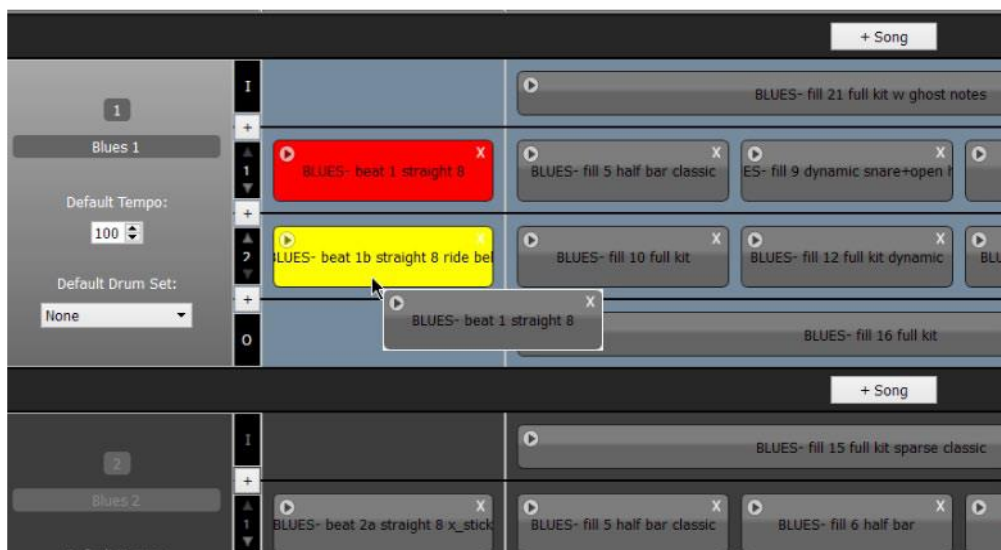 + Song
I
BLUES- fill 21 full kit w ghost notes
1
Blues 1
+
1
X
BLUES- beat 1 straight 8
X
BLUES- fill 5 half bar classic
X
ES- fill 9 dynamic snare+open h
Default Tempo:
100
+
2
X
BLUES- beat 1b straight 8 ride bel
X
BLUES- fill 10 full kit
X
BLUES- fill 12 full kit dynamic
BLU
Default Drum Set:
None
+
X
BLUES- beat 1 straight 8
O
BLUES- fill 16 full kit
+ Song
I
BLUES- fill 15 full kit sparse classic
2
Blues 2
+
1
X
BLUES- beat 2a straight 8 x_stick
X
BLUES- fill 5 half bar classic
X
BLUES- fill 6 half bar